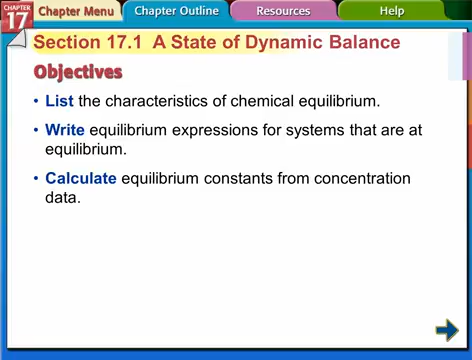 CHAPTER
17
Chapter Menu
Chapter Outline
Resources
Help
Section 17.1 A State of Dynamic Balance
Objectives
• List the characteristics of chemical equilibrium.
• Write equilibrium expressions for systems that are at
equilibrium.
• Calculate equilibrium constants from concentration
data.